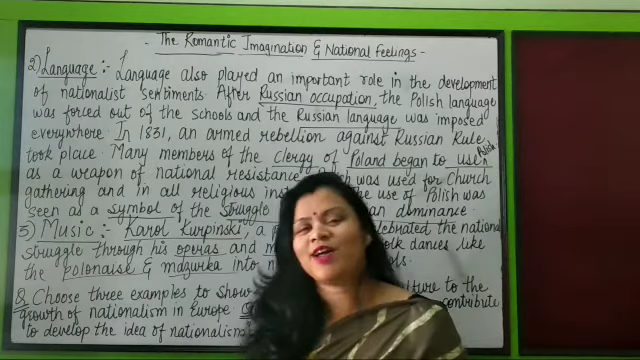 - The Romantic Imagination & National Feelings -
2) Language :- Language also played an important role in the development
of nationalist sentiments. After Russian occupation, the Polish language
was forced out of the schools and the Russian language was imposed
everywhere. In 1831, an armed rebellion against Russian Rule
took place. Many members of the clergy of Poland began to use Polish
as a weapon of national resistance. was used for Church
gathering and in all religious use of Polish was
seen as a symbol of the struggle dominance.
3) Music :- Karol Kurpinski, a celebrated the national
struggle through his operas and folk dances like
the polonaise & mazurka into
Q Choose three examples to show culture to the
growth of nationalism in Europe. contribute
to develop the idea of nationalism